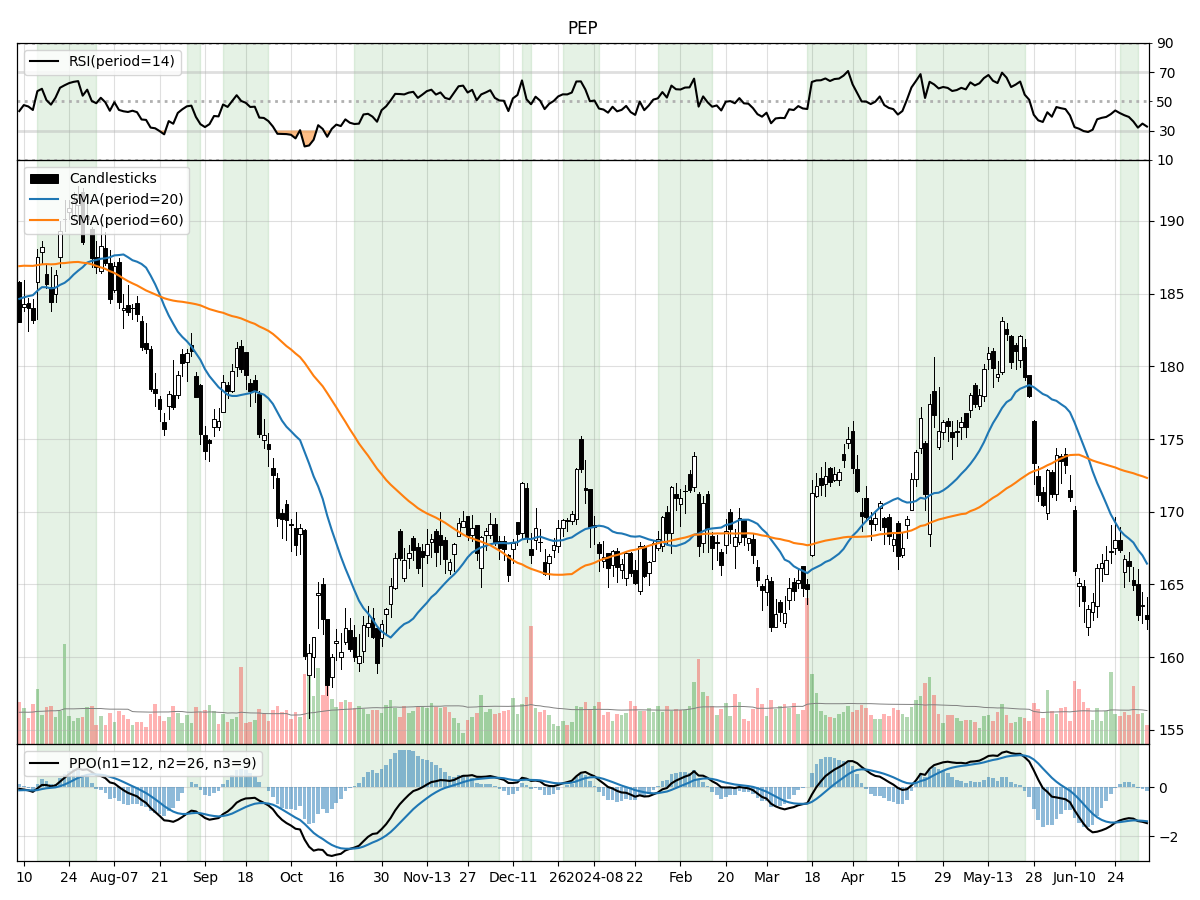 PEP
RSI(period=14)
90
70
50
30
10
Candlesticks
SMA(period=20)
SMA(period=60)
190
185
180
175
170
165
160
155
PPO(n1=12, n2=26, n3=9)
0
−2
10 24 Aug-07 21 Sep 18 Oct 16 30 Nov-13 27 Dec-11 26 2024-08 22 Feb 20 Mar 18 Apr 15 29 May-13 28 Jun-10 24